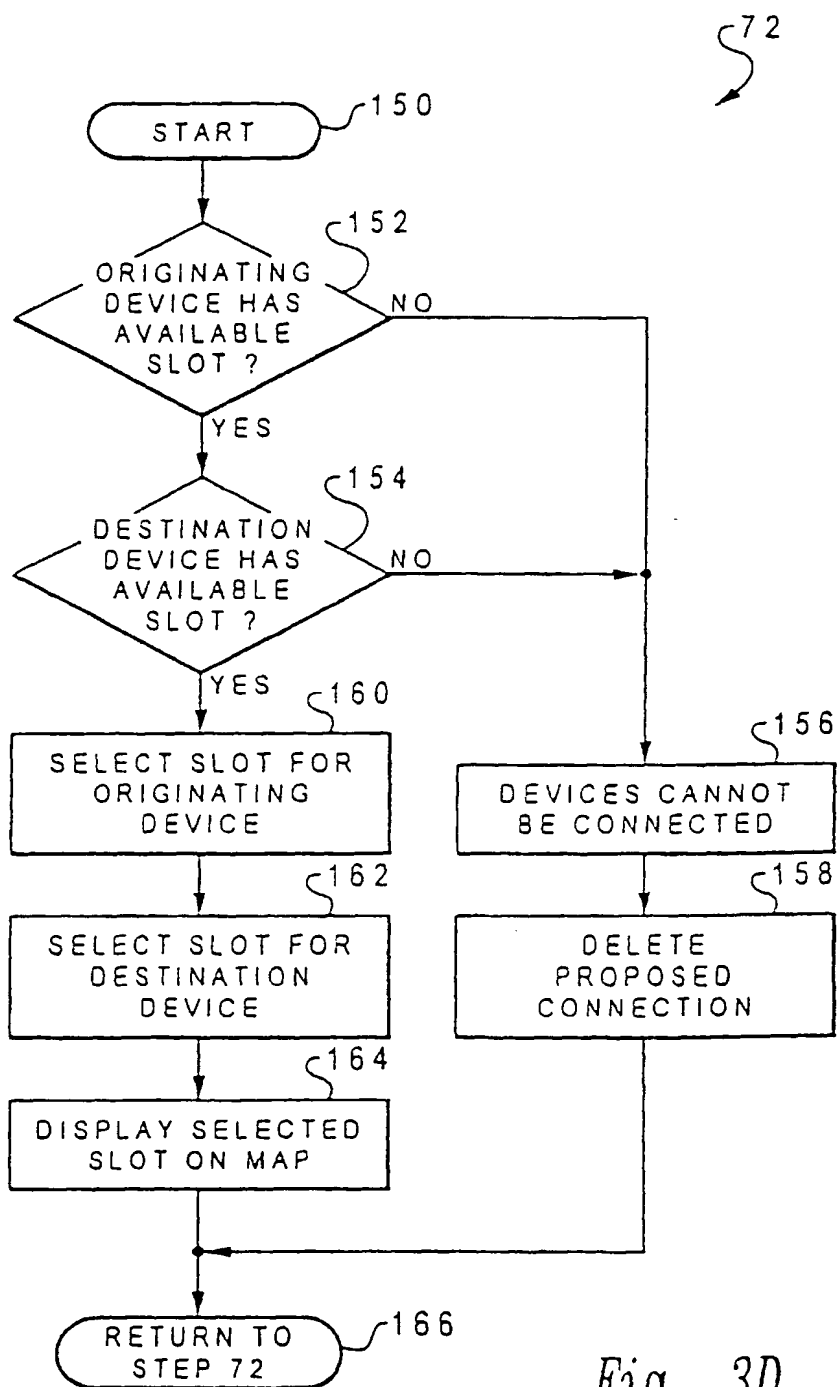 72
START
150
152
ORIGINATING
DEVICE HAS
AVAILABLE
SLOT ?
NO
YES
154
DESTINATION
DEVICE HAS
AVAILABLE
SLOT ?
NO
YES
160
SELECT SLOT FOR
ORIGINATING
DEVICE
156
DEVICES CANNOT
BE CONNECTED
162
SELECT SLOT FOR
DESTINATION
DEVICE
158
DELETE
PROPOSED
CONNECTION
164
DISPLAY SELECTED
SLOT ON MAP
RETURN TO
STEP 72
166
Fig. 3D